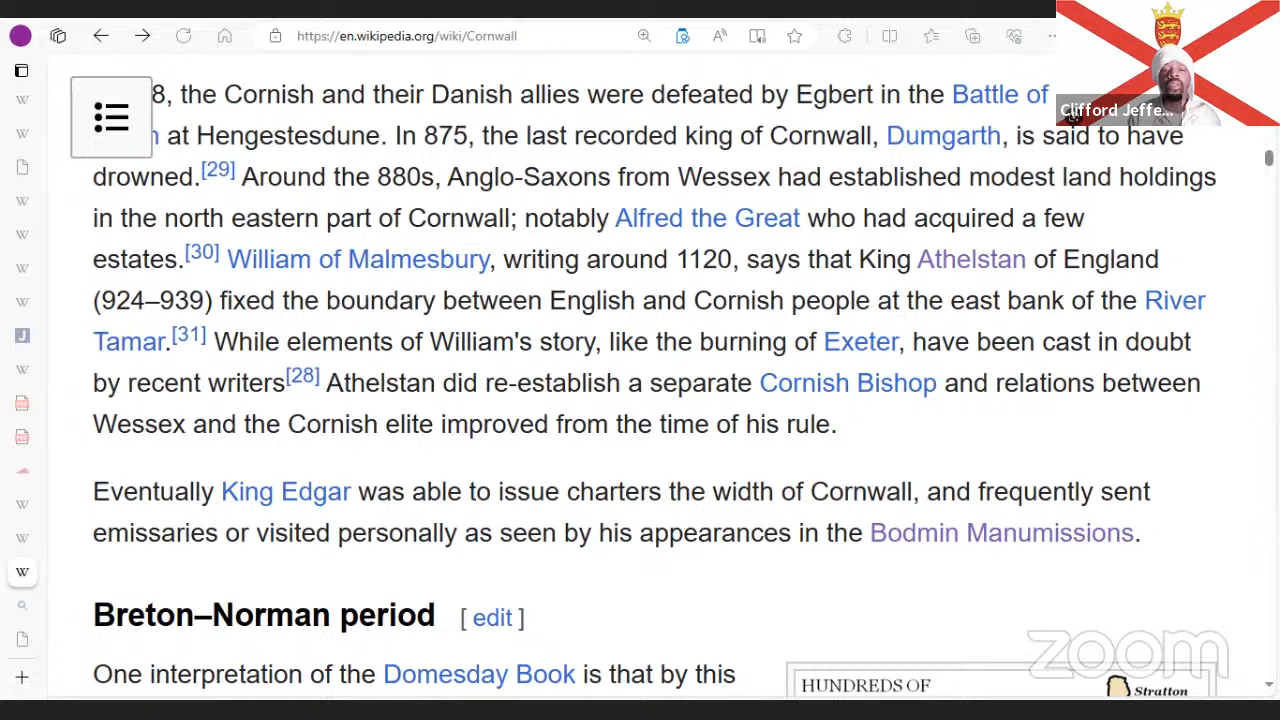 https://en.wikipedia.org/wiki/Cornwall
Clifford Jeffe...
8, the Cornish and their Danish allies were defeated by Egbert in the Battle of
at Hengestesdune. In 875, the last recorded king of Cornwall, Dumgarth, is said to have
drowned.[29] Around the 880s, Anglo-Saxons from Wessex had established modest land holdings
in the north eastern part of Cornwall; notably Alfred the Great who had acquired a few
estates.[30] William of Malmesbury, writing around 1120, says that King Athelstan of England
(924–939) fixed the boundary between English and Cornish people at the east bank of the River
Tamar.[31] While elements of William's story, like the burning of Exeter, have been cast in doubt
by recent writers[28] Athelstan did re-establish a separate Cornish Bishop and relations between
Wessex and the Cornish elite improved from the time of his rule.
Eventually King Edgar was able to issue charters the width of Cornwall, and frequently sent
emissaries or visited personally as seen by his appearances in the Bodmin Manumissions.
Breton–Norman period [ edit ]
One interpretation of the Domesday Book is that by this
HUNDREDS OF
Stratton
zoom